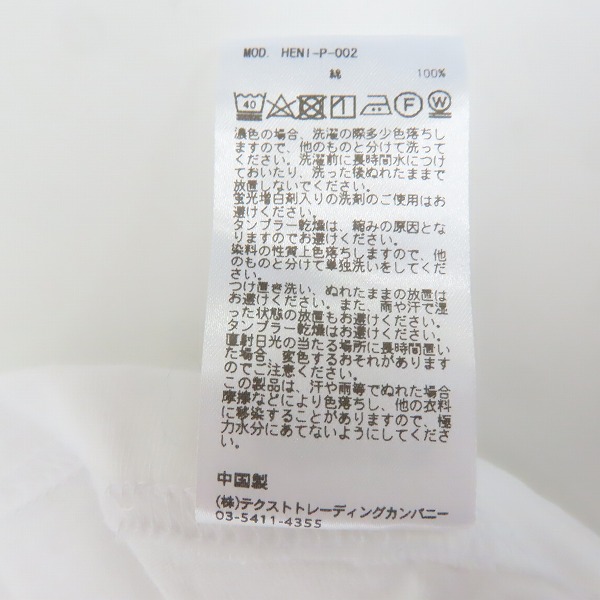 MOD. HENI-P-002
綿 100%
40 F W
濃色の場合、洗濯の際多少色落ちし
ますので、他のものと分けて洗って
ください。洗濯前に長時間水につけ
ておいたり、洗った後ぬれたままで
放置しないでください。
蛍光増白剤入りの洗剤のご使用はお
避けください。
タンブラー乾燥は、縮みの原因とな
りますのでお避けください。
染料の性質上色落ちしますので、他
のものと分けて単独洗いをしてくださ
い。
つけ置き洗い、ぬれたままの放置は
お避けください。また、雨や汗で湿
った状態の放置もお避けください。
タンブラー乾燥はお避けください。
直射日光の当たる場所に長時間置い
た場合、変色するおそれがあります
のでご注意ください。
この製品は、汗や雨等でぬれた場合
摩擦などにより色落ちし、他の衣料
に移染することがありますので、極
力水分にあてないようにしてくださ
い。
中国製
(株)テクストトレーディングカンパニー
03-5411-4355